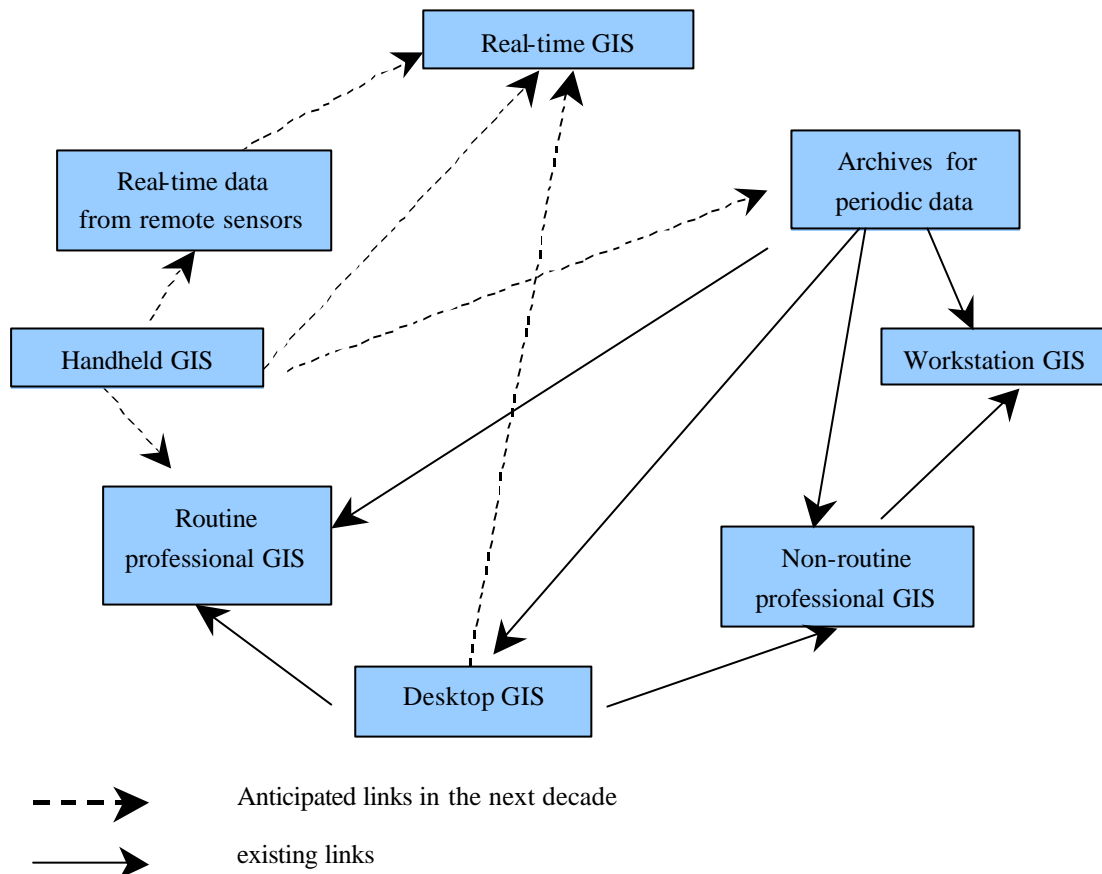 Real-time GIS
Archives for
periodic data
Real-time data
from remote sensors
Handheld GIS
Workstation GIS
Routine
professional GIS
Non-routine
professional GIS
Desktop GIS
Anticipated links in the next decade
existing links